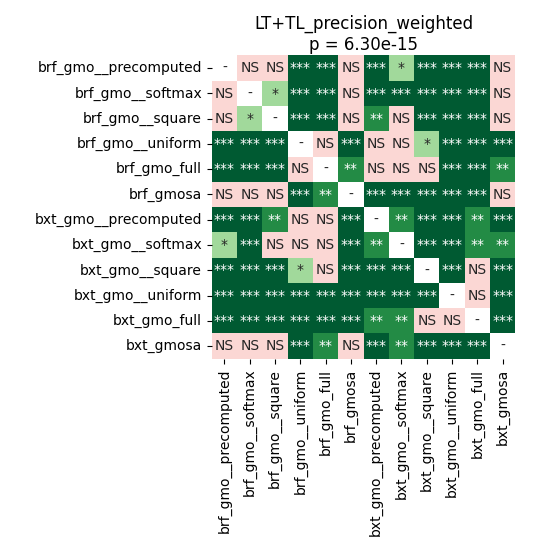 LT+TL_precision_weighted
p = 6.30e-15
brf_gmo__precomputed - NS NS *** *** NS *** * *** *** *** NS
brf_gmo__softmax NS - * *** *** NS *** *** *** *** *** NS
brf_gmo__square NS * - *** *** NS ** NS *** *** *** NS
brf_gmo__uniform *** *** *** - NS *** NS NS * *** *** ***
brf_gmo_full *** *** *** NS - ** NS NS NS *** *** **
brf_gmosa NS NS NS *** ** - *** *** *** *** *** NS
bxt_gmo__precomputed *** *** ** NS NS *** - ** *** *** ** ***
bxt_gmo__softmax * *** NS NS NS *** ** - *** *** ** **
bxt_gmo__square *** *** *** * NS *** *** *** - *** NS ***
bxt_gmo__uniform *** *** *** *** *** *** *** *** *** - NS ***
bxt_gmo_full *** *** *** *** *** *** ** ** NS NS - ***
bxt_gmosa NS NS NS *** ** NS *** ** *** *** *** -
brf_gmo__precomputed
brf_gmo__softmax
brf_gmo__square
brf_gmo__uniform
brf_gmo_full
brf_gmosa
bxt_gmo__precomputed
bxt_gmo__softmax
bxt_gmo__square
bxt_gmo__uniform
bxt_gmo_full
bxt_gmosa